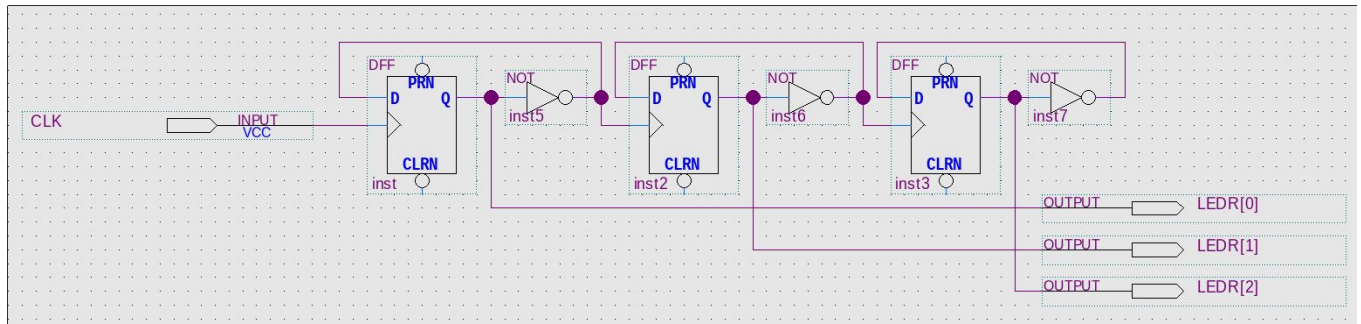 DFF
PRN
D Q
CLRN
inst
NOT
inst5
DFF
PRN
D Q
CLRN
inst2
NOT
inst6
DFF
PRN
D Q
CLRN
inst3
NOT
inst7
CLK
INPUT
VCC
OUTPUT LEDR[0]
OUTPUT LEDR[1]
OUTPUT LEDR[2]